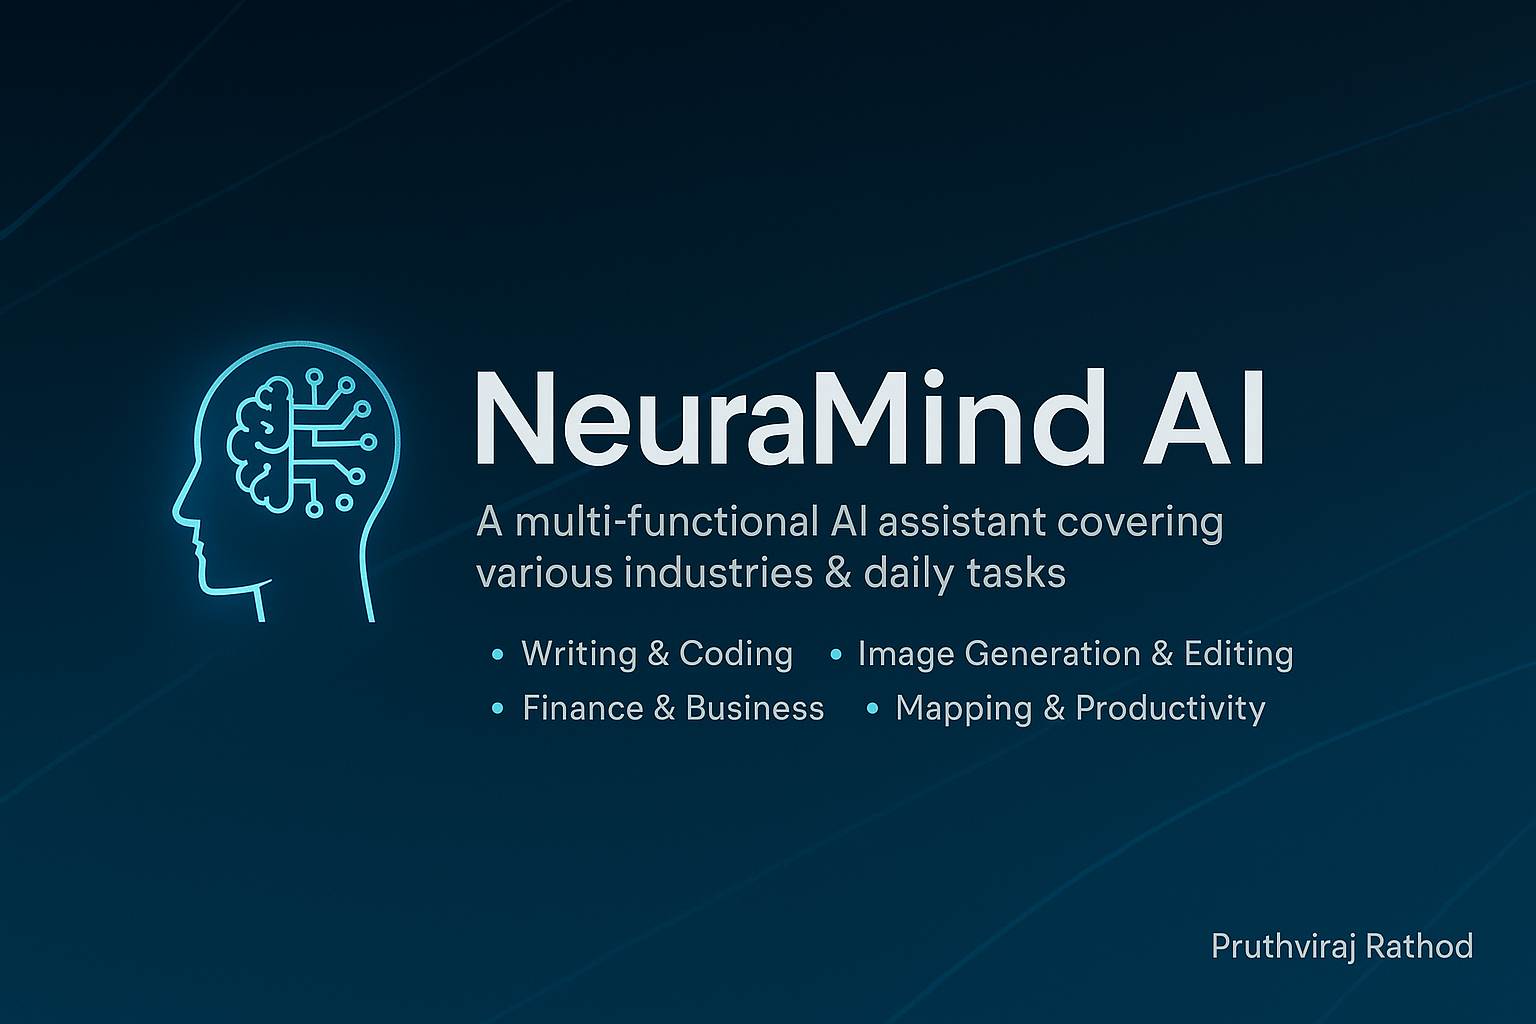 NeuraMind AI
A multi-functional AI assistant covering
various industries & daily tasks
• Writing & Coding • Image Generation & Editing
• Finance & Business • Mapping & Productivity
Pruthviraj Rathod